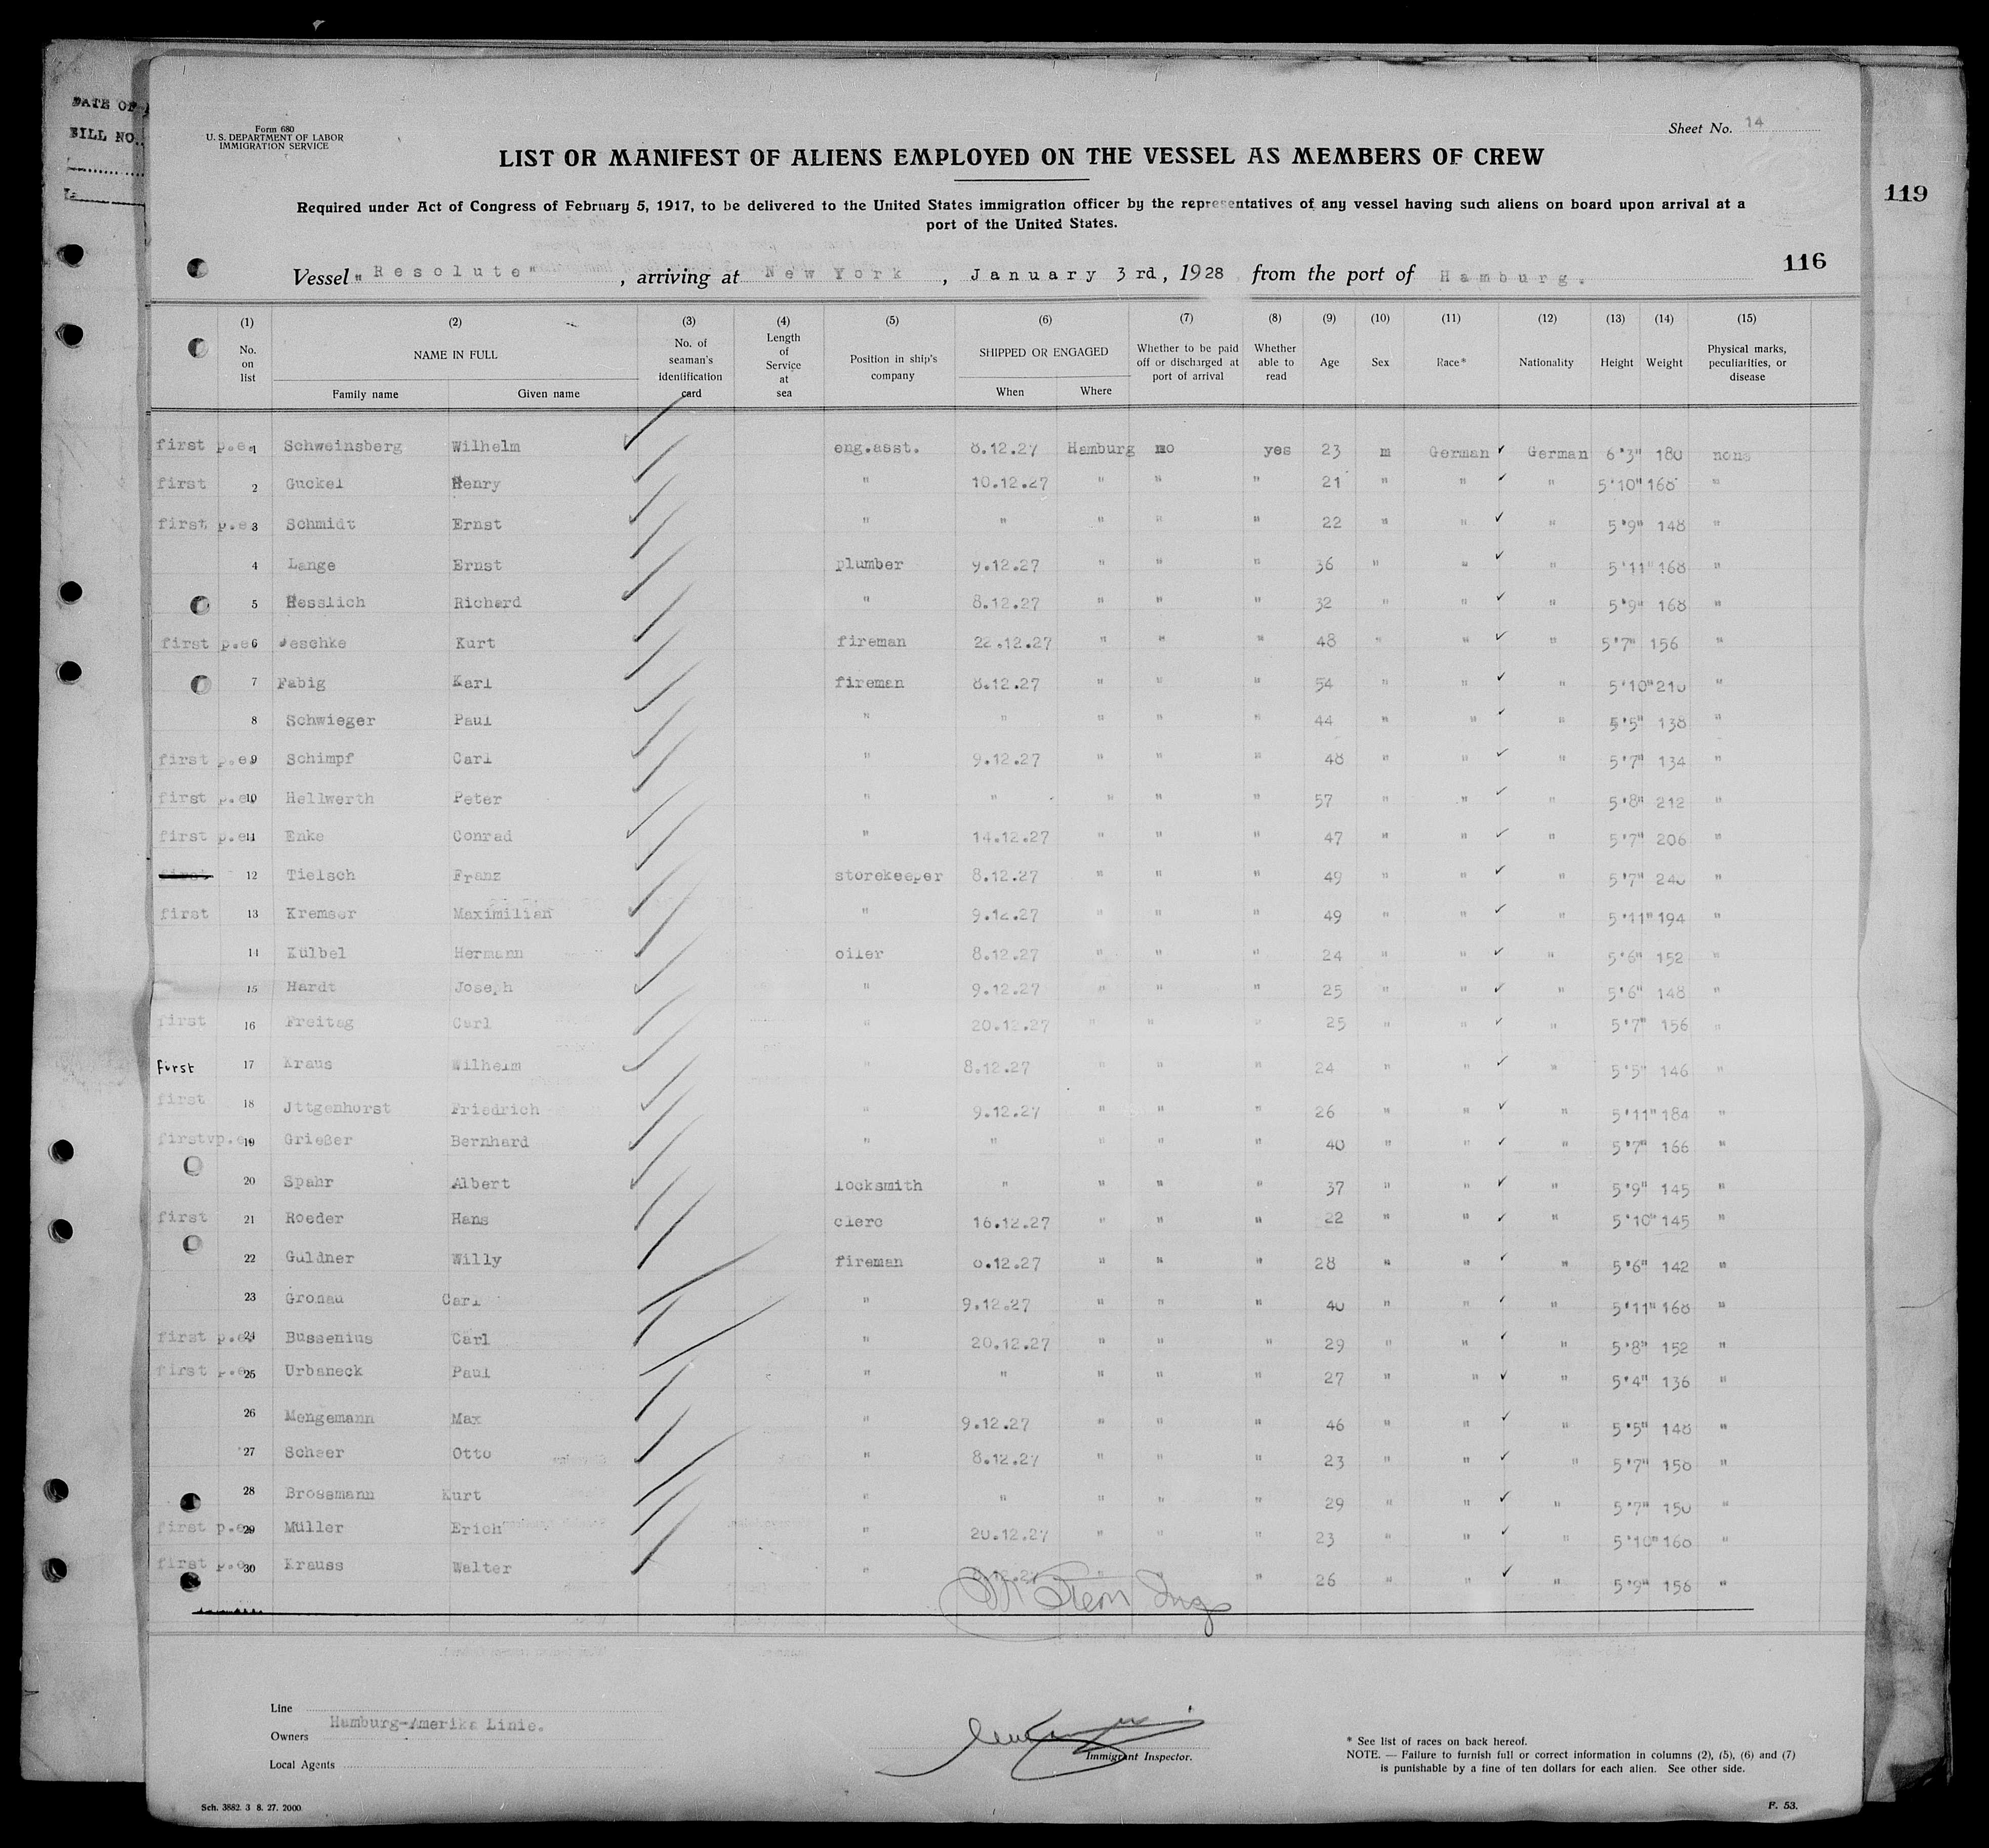 DATE OF
BILL NO.
119
Form 680
U. S. DEPARTMENT OF LABOR
IMMIGRATION SERVICE
Sheet No. 14
LIST OR MANIFEST OF ALIENS EMPLOYED ON THE VESSEL AS MEMBERS OF CREW
Required under Act of Congress of February 5, 1917, to be delivered to the United States immigration officer by the representatives of any vessel having such aliens on board upon arrival at a
port of the United States.
116
Vessel "Resolute", arriving at New York, January 3rd, 1928 from the port of Hamburg.
(1) No. on list (2) NAME IN FULL Family name Given name (3) No. of seaman's identification card (4) Length of Service at sea (5) Position in ship's company (6) SHIPPED OR ENGAGED When Where (7) Whether to be paid off or discharged at port of arrival (8) Whether able to read (9) Age (10) Sex (11) Race* (12) Nationality (13) Height (14) Weight (15) Physical marks, peculiarities, or disease
first p.e. 1 Schweinsberg Wilhelm eng.asst. 8.12.27 Hamburg no yes 23 m German German 6'3" 180 none
first 2 Guckel Henry " 10.12.27 " " " 21 " " " 5'10" 168 "
first p.e. 3 Schmidt Ernst " " " " " 22 " " " 5'9" 148 "
4 Lange Ernst plumber 9.12.27 " " " 36 " " " 5'11" 168 "
5 Hesslich Richard " 8.12.27 " " " 32 " " " 5'9" 168 "
first p.e. 6 Jeschke Kurt fireman 22.12.27 " " " 48 " " " 5'7" 156 "
7 Fabig Karl fireman 8.12.27 " " " 54 " " " 5'10" 210 "
8 Schwieger Paul " " " " " 44 " " " 5'5" 138 "
first p.e. 9 Schimpf Carl " 9.12.27 " " " 48 " " " 5'7" 134 "
first p.e. 10 Hellwerth Peter " " " " " 57 " " " 5'8" 212 "
first p.e. 11 Enke Conrad " 14.12.27 " " " 47 " " " 5'7" 206 "
first 12 Tielsch Franz storekeeper 8.12.27 " " " 49 " " " 5'7" 240 "
first 13 Kremser Maximilian " 9.12.27 " " " 49 " " " 5'11" 194 "
14 Külbel Hermann oiler 8.12.27 " " " 24 " " " 5'6" 152 "
15 Hardt Joseph " 9.12.27 " " " 25 " " " 5'6" 148 "
first 16 Freitag Carl " 20.12.27 " " " 25 " " " 5'7" 156 "
First 17 Kraus Wilhelm " 8.12.27 " " " 24 " " " 5'5" 146 "
first 18 Jttgenhorst Friedrich " 9.12.27 " " " 26 " " " 5'11" 184 "
firstvp.e. 19 Grießer Bernhard " " " " " 40 " " " 5'7" 166 "
20 Spahr Albert locksmith " " " " 37 " " " 5'9" 145 "
first 21 Roeder Hans clerc 16.12.27 " " " 22 " " " 5'10" 145 "
22 Guldner Willy fireman 8.12.27 " " " 28 " " " 5'6" 142 "
23 Gronau Carl " 9.12.27 " " " 40 " " " 5'11" 168 "
first p.e. 24 Bussenius Carl " 20.12.27 " " " 29 " " " 5'8" 152 "
first p.e. 25 Urbaneck Paul " " " " " 27 " " " 5'4" 136 "
26 Mengemann Max " 9.12.27 " " " 46 " " " 5'5" 148 "
27 Scheer Otto " 8.12.27 " " " 23 " " " 5'7" 158 "
28 Brossmann Kurt " " " " " 29 " " " 5'7" 150 "
first p.e. 29 Müller Erich " 20.12.27 " " " 23 " " " 5'10" 160 "
first p.e. 30 Krauss Walter " " " 26 " " " 5'9" 156 "
Line
Hamburg-Amerika Linie.
Owners
Local Agents
Immigrant Inspector.
* See list of races on back hereof.
NOTE. — Failure to furnish full or correct information in columns (2), (5), (6) and (7)
is punishable by a fine of ten dollars for each alien. See other side.
Sch. 3882. 3 8. 27. 2000
F. 53.